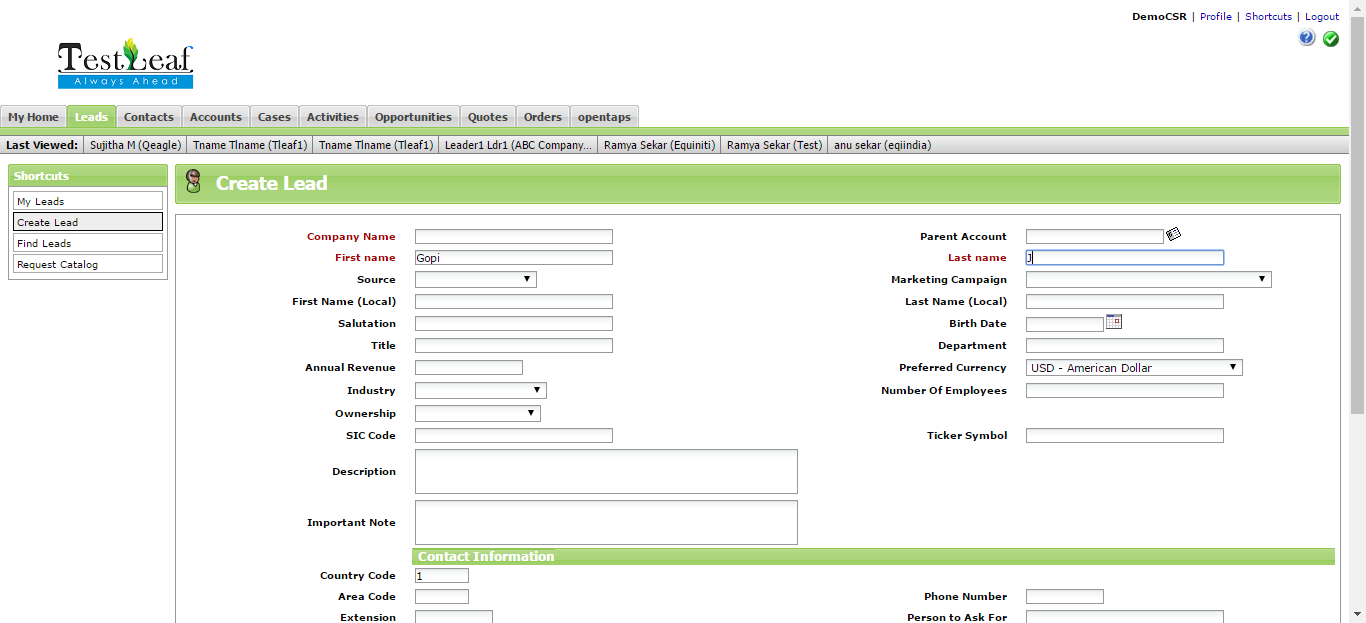 DemoCSR | Profile | Shortcuts | Logout
TestLeaf
Always Ahead
My Home Leads Contacts Accounts Cases Activities Opportunities Quotes Orders opentaps
Last Viewed: Sujitha M (Qeagle) Tname Tlname (Tleaf1) Tname Tlname (Tleaf1) Leader1 Ldr1 (ABC Company... Ramya Sekar (Equiniti) Ramya Sekar (Test) anu sekar (eqiindia)
Shortcuts
My Leads
Create Lead
Find Leads
Request Catalog
Create Lead
Company Name Parent Account
First name Gopi Last name J
Source Marketing Campaign
First Name (Local) Last Name (Local)
Salutation Birth Date
Title Department
Annual Revenue Preferred Currency USD - American Dollar
Industry Number Of Employees
Ownership
SIC Code Ticker Symbol
Description
Important Note
Contact Information
Country Code 1
Area Code Phone Number
Extension Person to Ask For